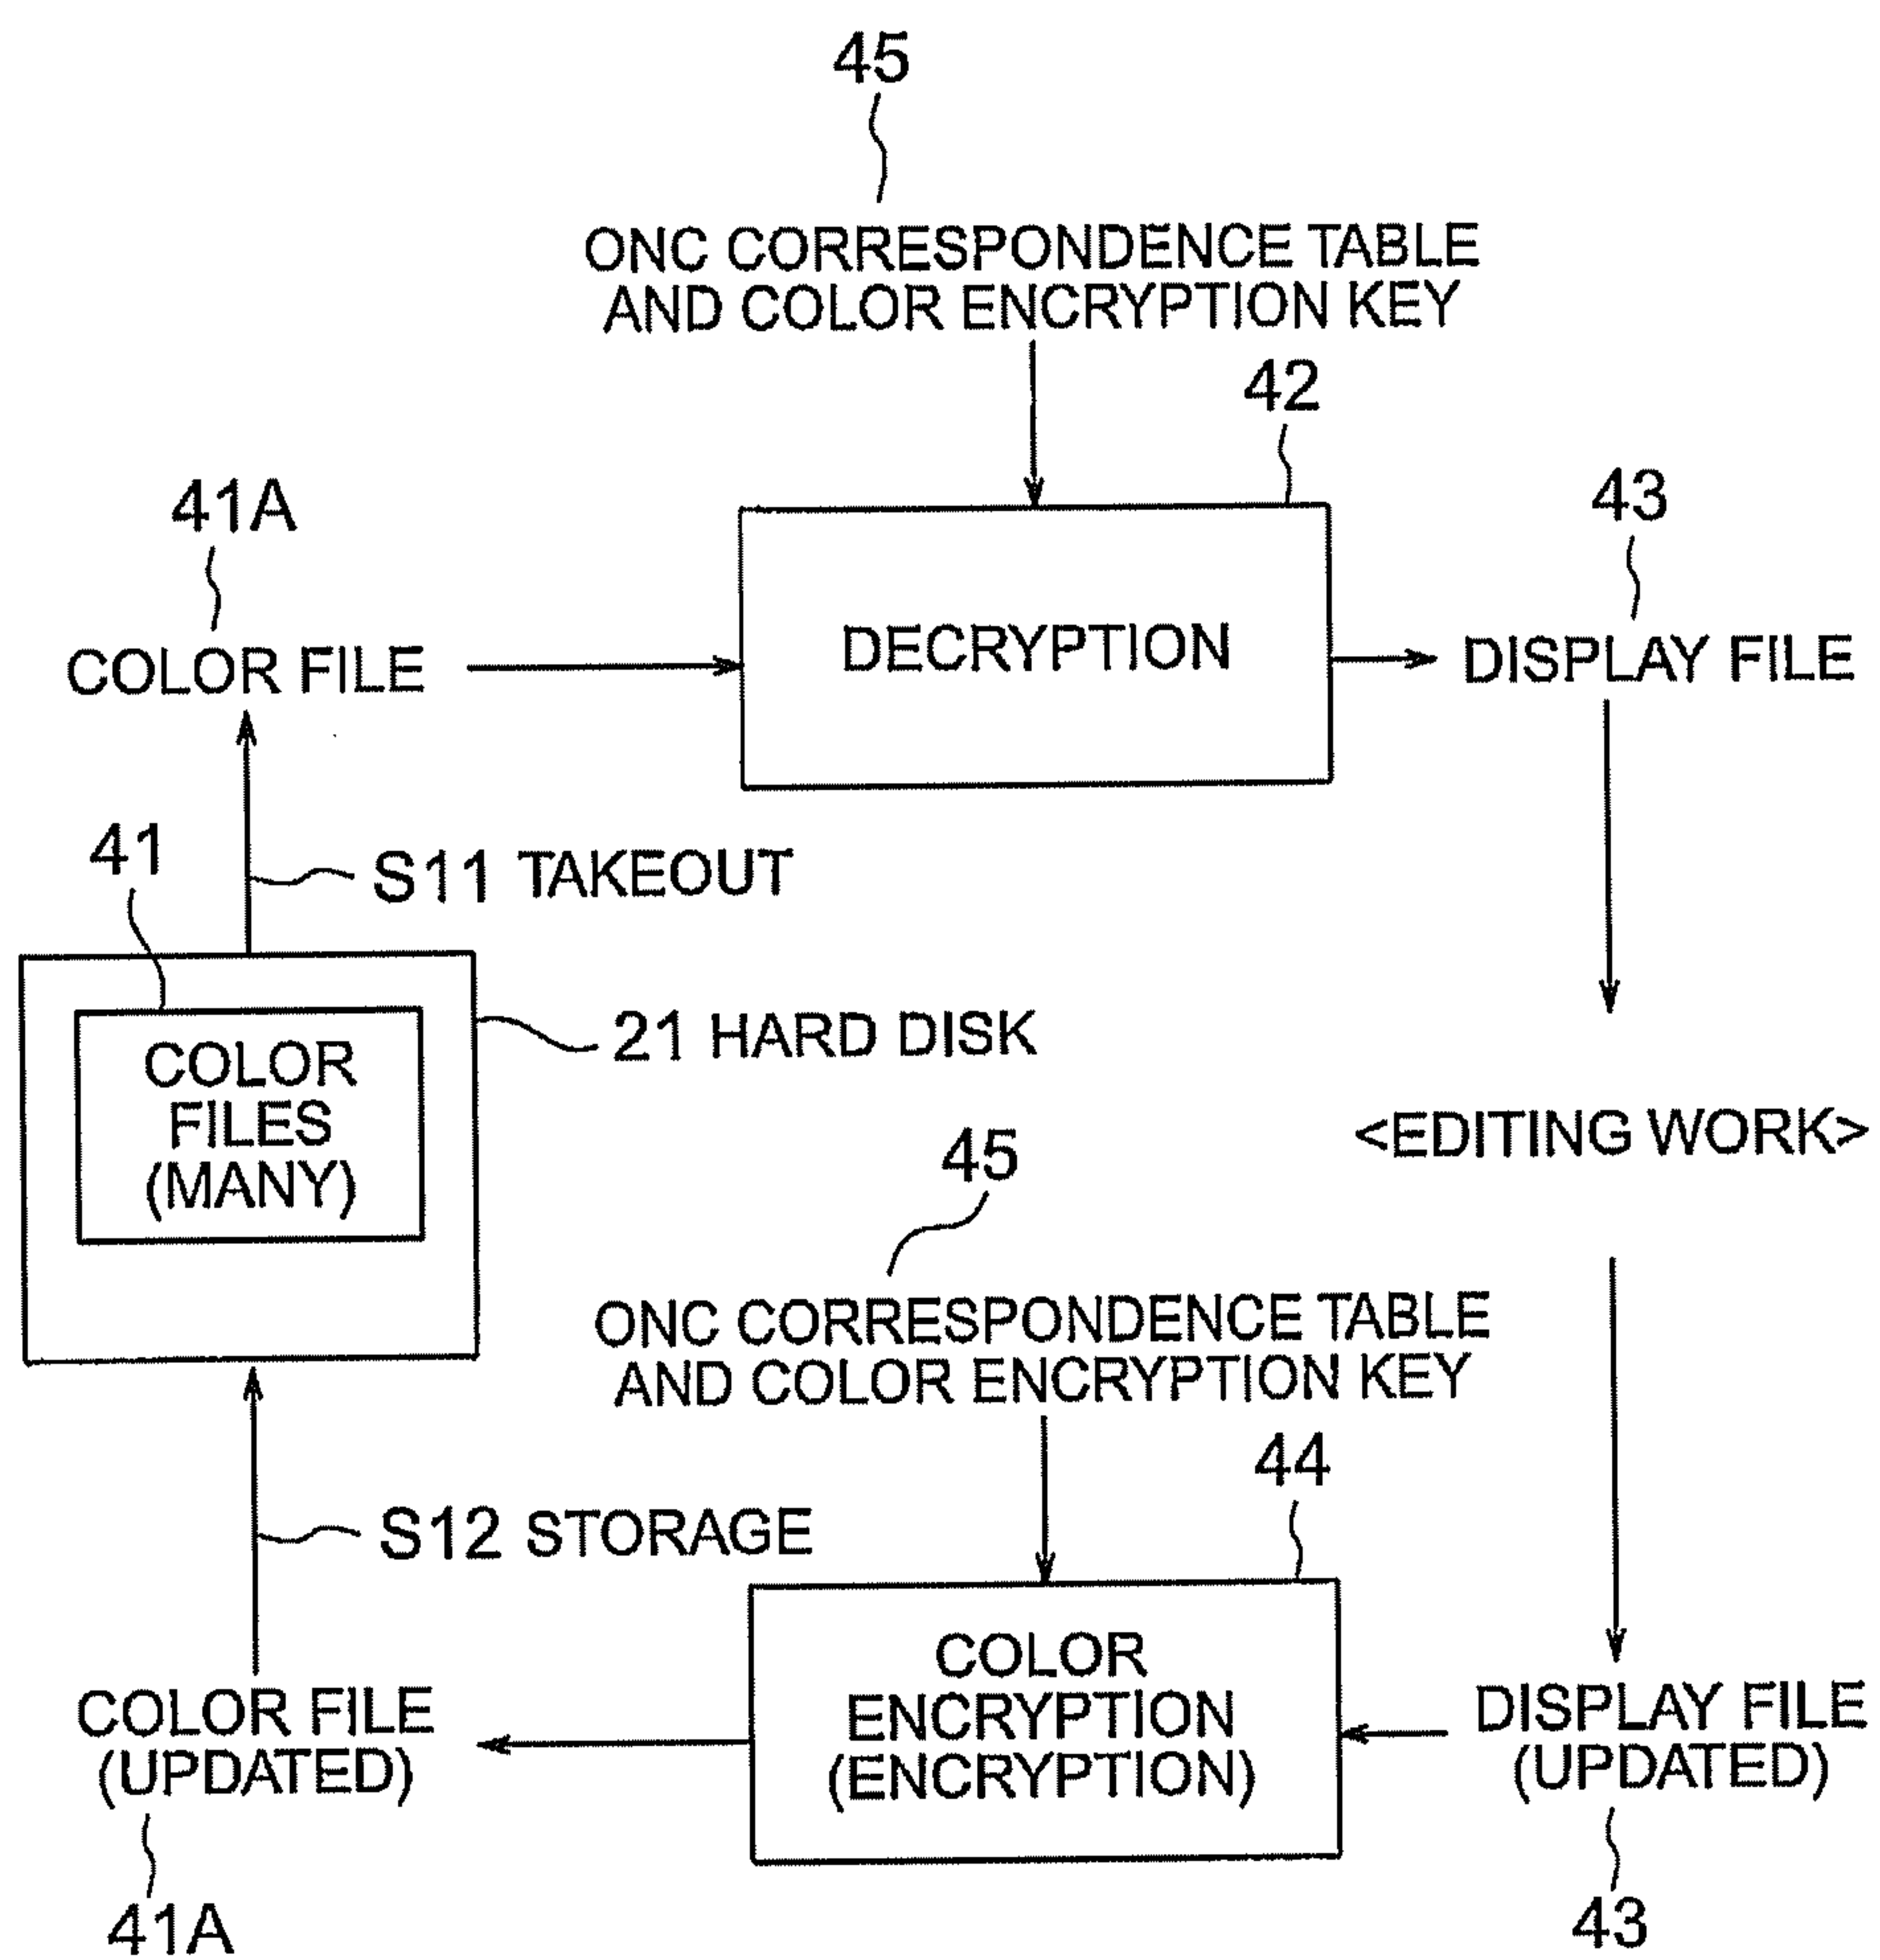 45
ONC CORRESPONDENCE TABLE
AND COLOR ENCRYPTION KEY
42
41A
43
COLOR FILE
DECRYPTION
DISPLAY FILE
41
S11 TAKEOUT
21 HARD DISK
COLOR
FILES
(MANY)
<EDITING WORK>
45
ONC CORRESPONDENCE TABLE
AND COLOR ENCRYPTION KEY
44
S12 STORAGE
COLOR
ENCRYPTION
(ENCRYPTION)
COLOR FILE
(UPDATED)
DISPLAY FILE
(UPDATED)
41A
43